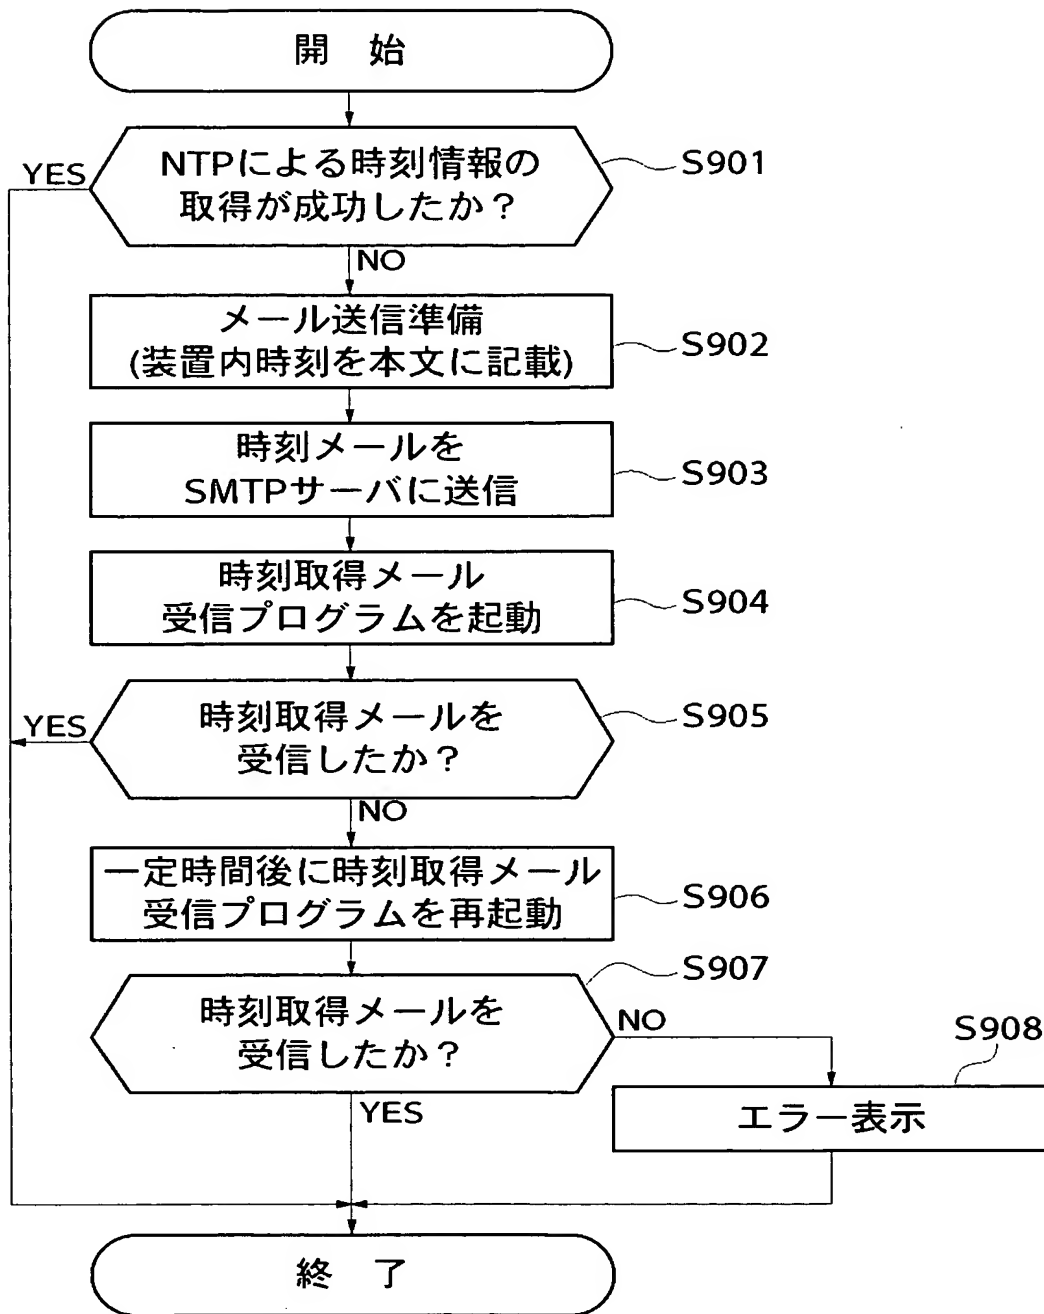 開 始
YES
NTPによる時刻情報の
取得が成功したか？
S901
NO
メール送信準備
(装置内時刻を本文に記載)
S902
時刻メールを
SMTPサーバに送信
S903
時刻取得メール
受信プログラムを起動
S904
YES
時刻取得メールを
受信したか？
S905
NO
一定時間後に時刻取得メール
受信プログラムを再起動
S906
時刻取得メールを
受信したか？
S907
NO
S908
エラー表示
YES
終 了